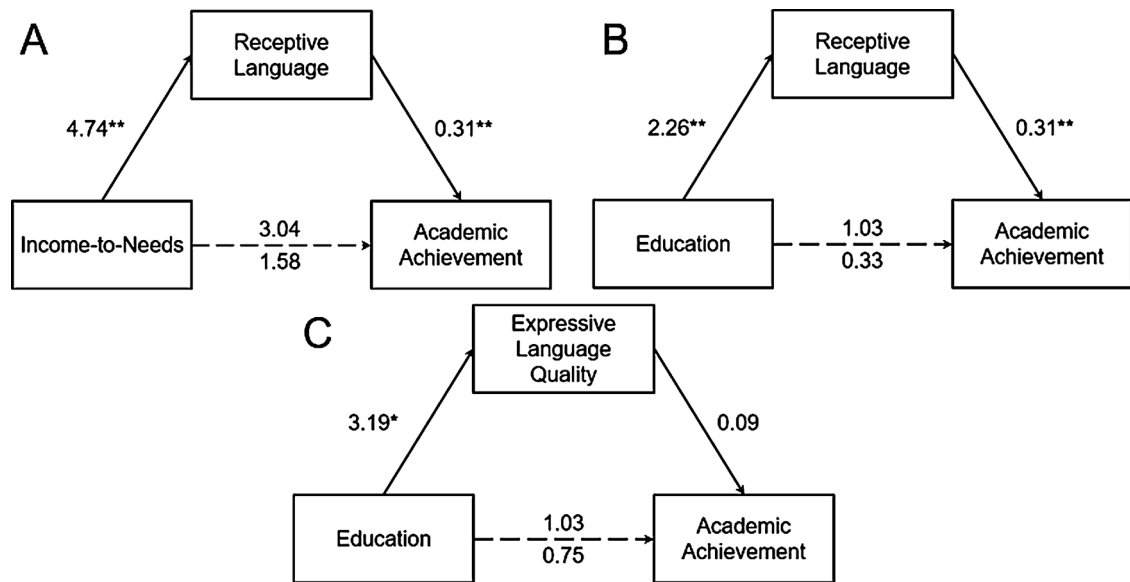 A
Receptive
Language
4.74**
0.31**
Income-to-Needs
3.04
1.58
Academic
Achievement
B
Receptive
Language
2.26**
0.31**
Education
1.03
0.33
Academic
Achievement
C
Expressive
Language
Quality
3.19*
0.09
Education
1.03
0.75
Academic
Achievement